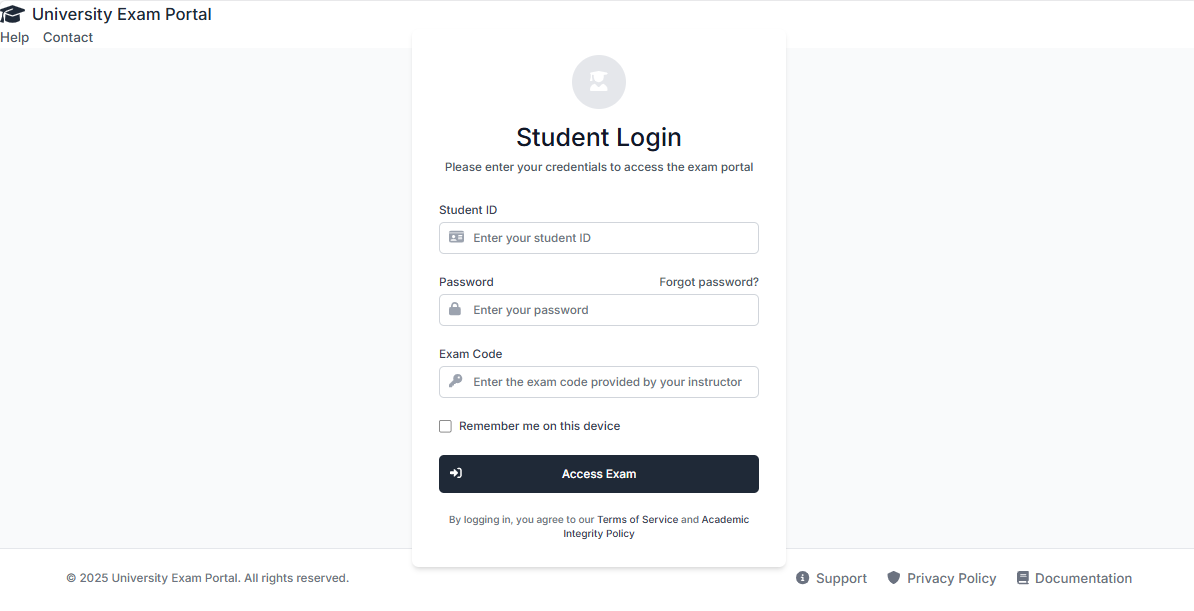 University Exam Portal
Help Contact
Student Login
Please enter your credentials to access the exam portal
Student ID
Enter your student ID
Password Forgot password?
Enter your password
Exam Code
Enter the exam code provided by your instructor
Remember me on this device
Access Exam
By logging in, you agree to our Terms of Service and Academic
Integrity Policy
© 2025 University Exam Portal. All rights reserved. Support Privacy Policy Documentation